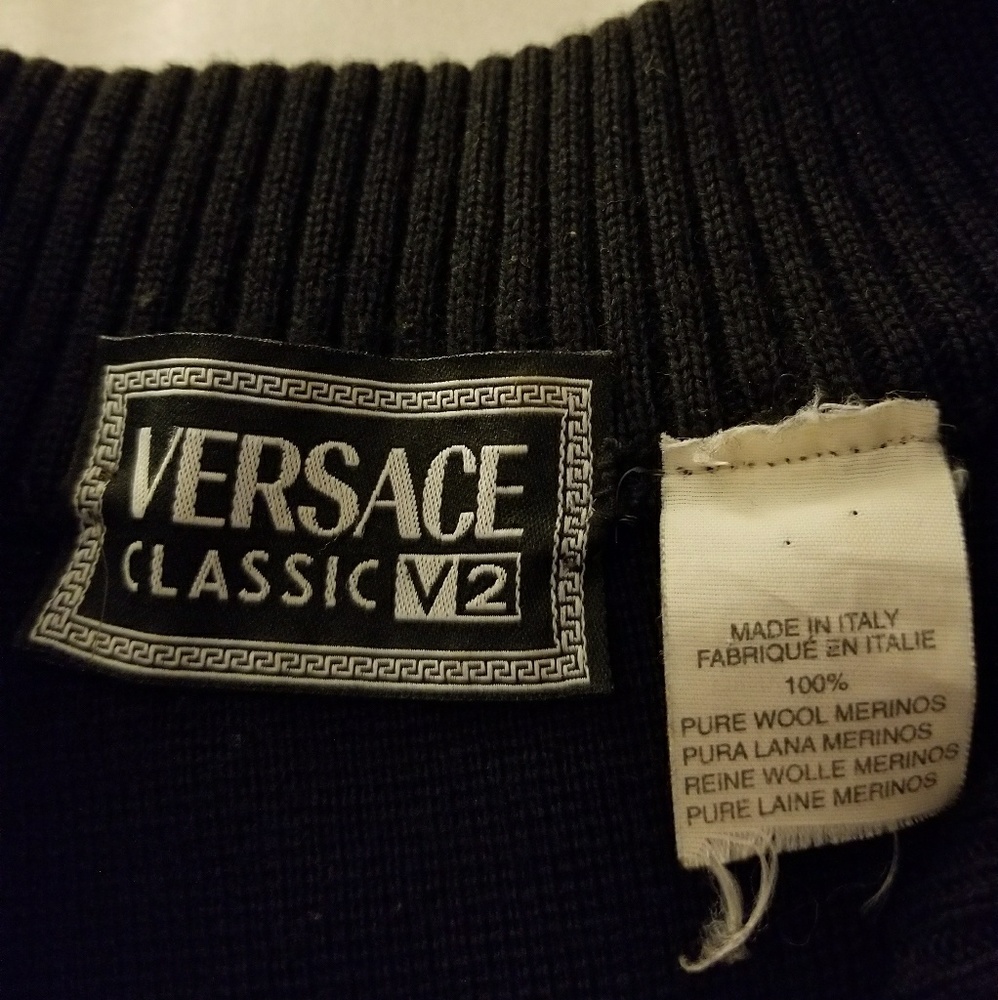 VERSACE
CLASSIC V2
MADE IN ITALY
FABRIQUÉ EN ITALIE
100%
PURE WOOL MERINOS
PURA LANA MERINOS
REINE WOLLE MERINOS
PURE LAINE MERINOS